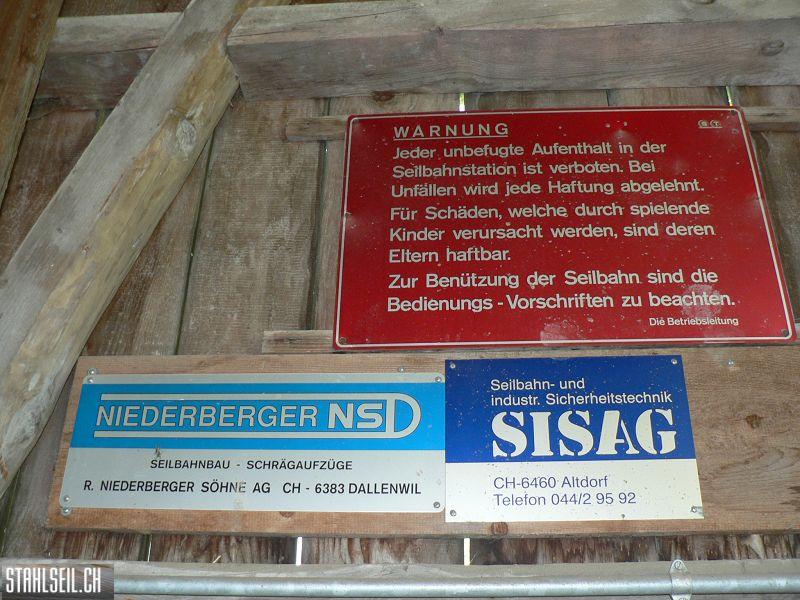 WARNUNG
Jeder unbefugte Aufenthalt in der
Seilbahnstation ist verboten. Bei
Unfällen wird jede Haftung abgelehnt.
Für Schäden, welche durch spielende
Kinder verursacht werden, sind deren
Eltern haftbar.
Zur Benützung der Seilbahn sind die
Bedienungs - Vorschriften zu beachten.
Die Betriebsleitung
NIEDERBERGER NSD
SEILBAHNBAU - SCHRÄGAUFZÜGE
R. NIEDERBERGER SÖHNE AG CH - 6383 DALLENWIL
Seilbahn- und
industr. Sicherheitstechnik
SISAG
CH-6460 Altdorf
Telefon 044/2 95 92
STAHLSEIL.CH